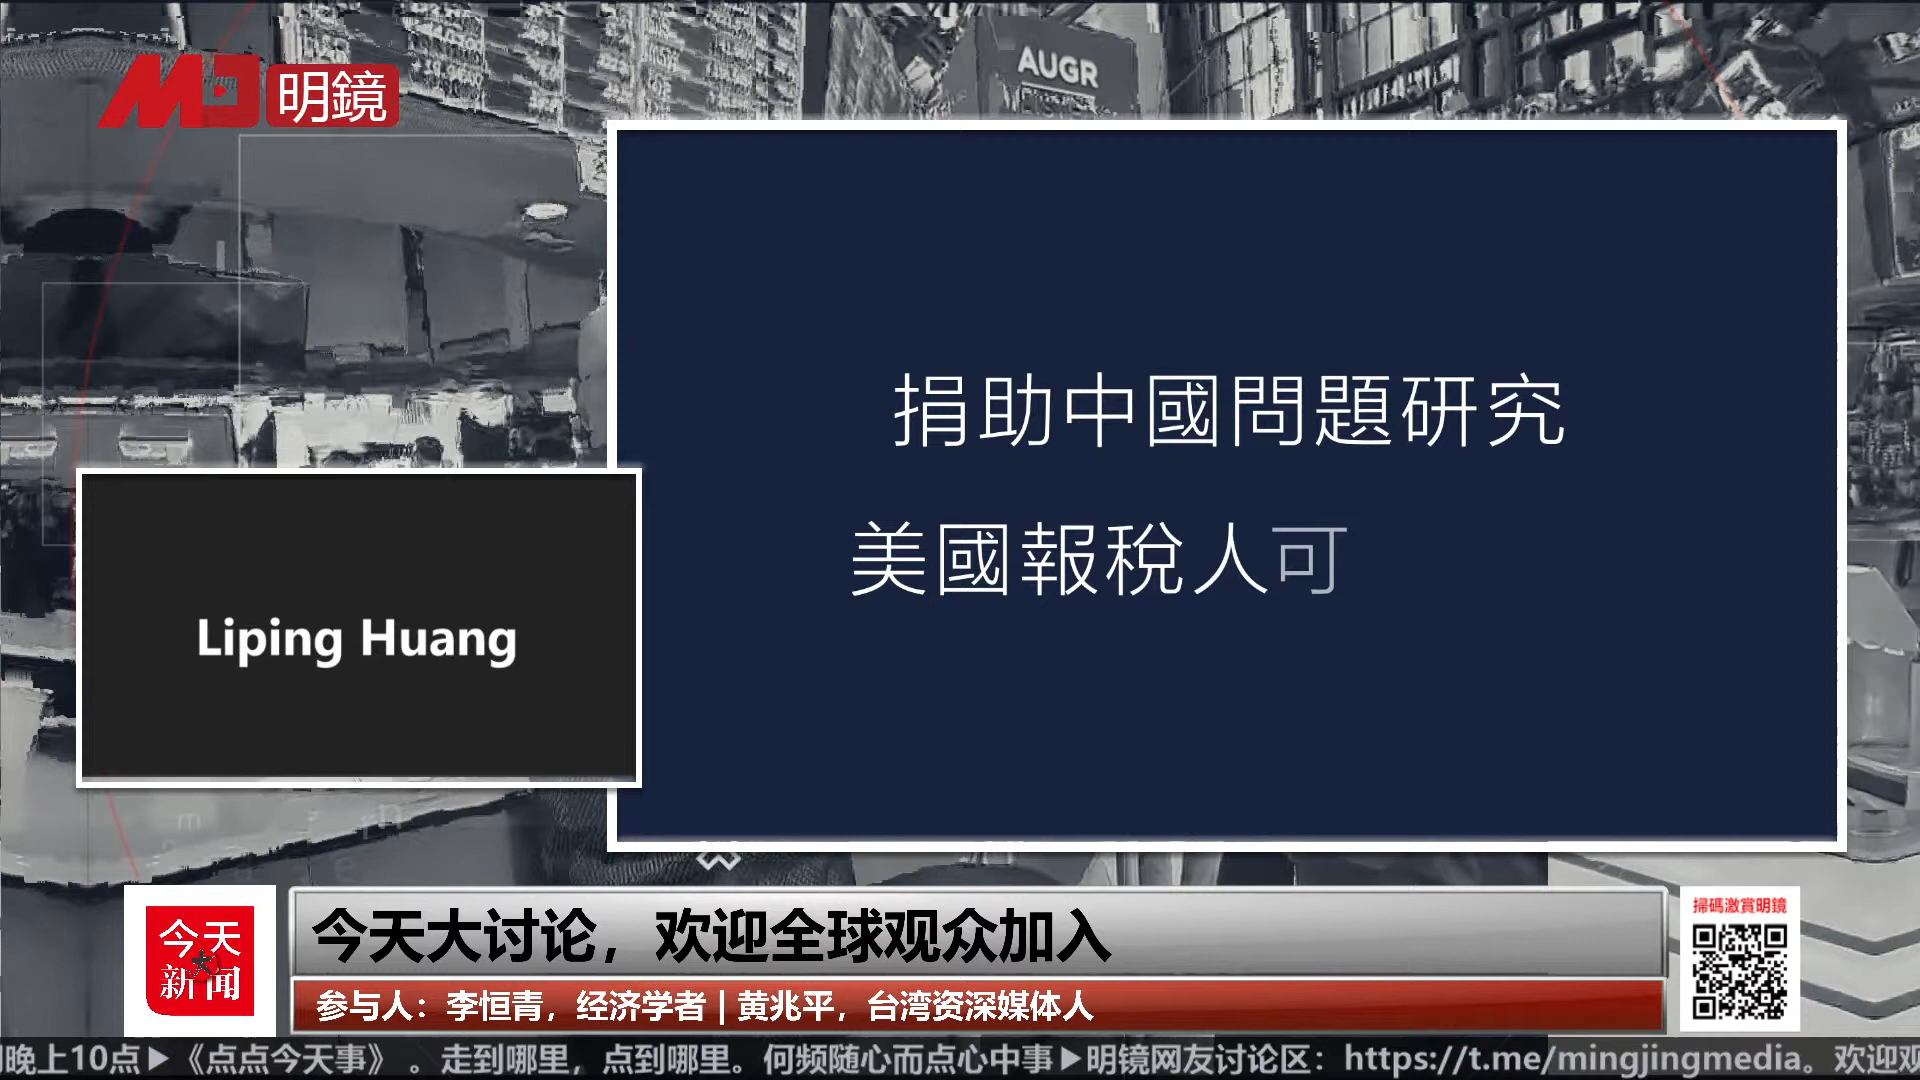 AUGR
明鏡
捐助中國問題研究
美國報稅人可
Liping Huang
今天大讨论，欢迎全球观众加入
参与人：李恒青，经济学者 | 黄兆平，台湾资深媒体人
今天
大
新闻
掃碼激賞明鏡
晚上10点▶《点点今天事》。走到哪里，点到哪里。何频随心而点心中事▶明镜网友讨论区：https://t.me/mingjingmedia。欢迎观